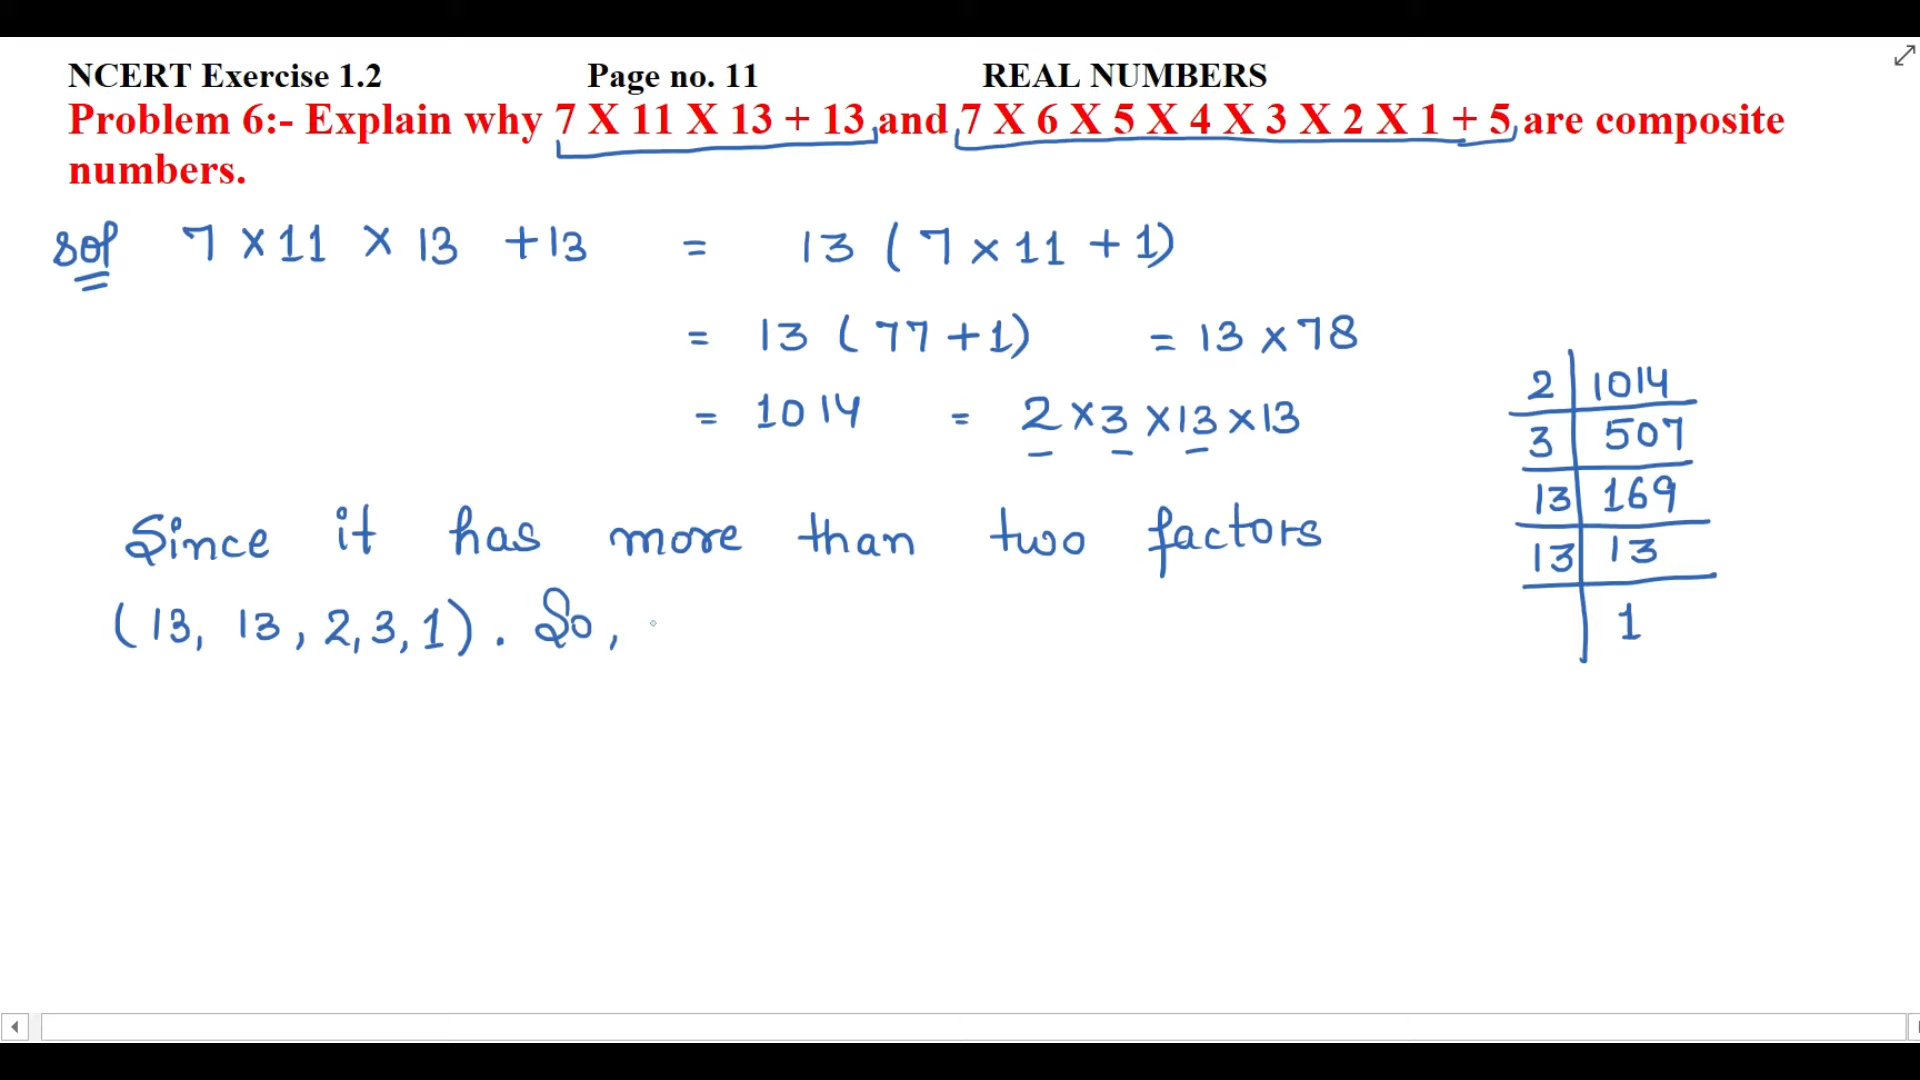 NCERT Exercise 1.2 Page no. 11 REAL NUMBERS
Problem 6:- Explain why 7 X 11 X 13 + 13 and 7 X 6 X 5 X 4 X 3 X 2 X 1 + 5 are composite
numbers.
Sol 7 × 11 × 13 + 13 = 13 ( 7 × 11 + 1)
= 13 ( 77 + 1) = 13 × 78
= 1014 = 2 × 3 × 13 × 13
Since it has more than two factors
(13, 13, 2, 3, 1). So,
2 | 1014
3 | 507
13 | 169
13 | 13
| 1